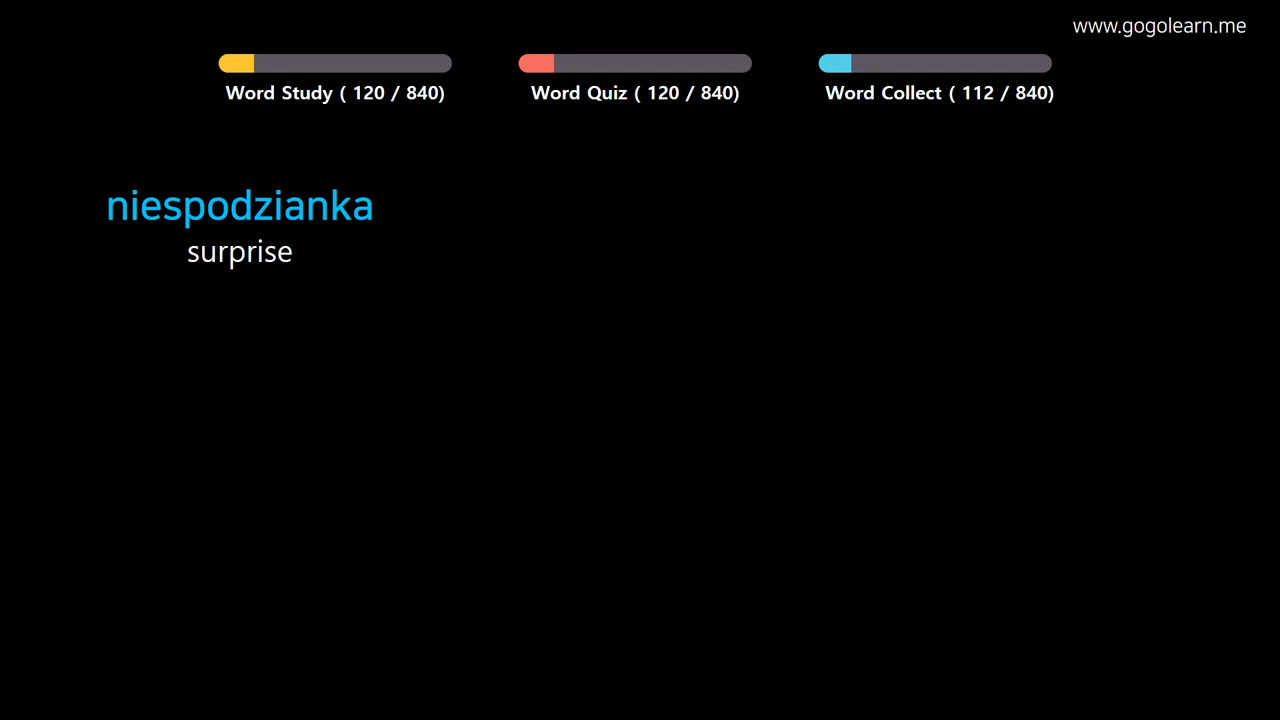 www.gogolearn.me
Word Study ( 120 / 840)
Word Quiz ( 120 / 840)
Word Collect ( 112 / 840)
niespodzianka
surprise